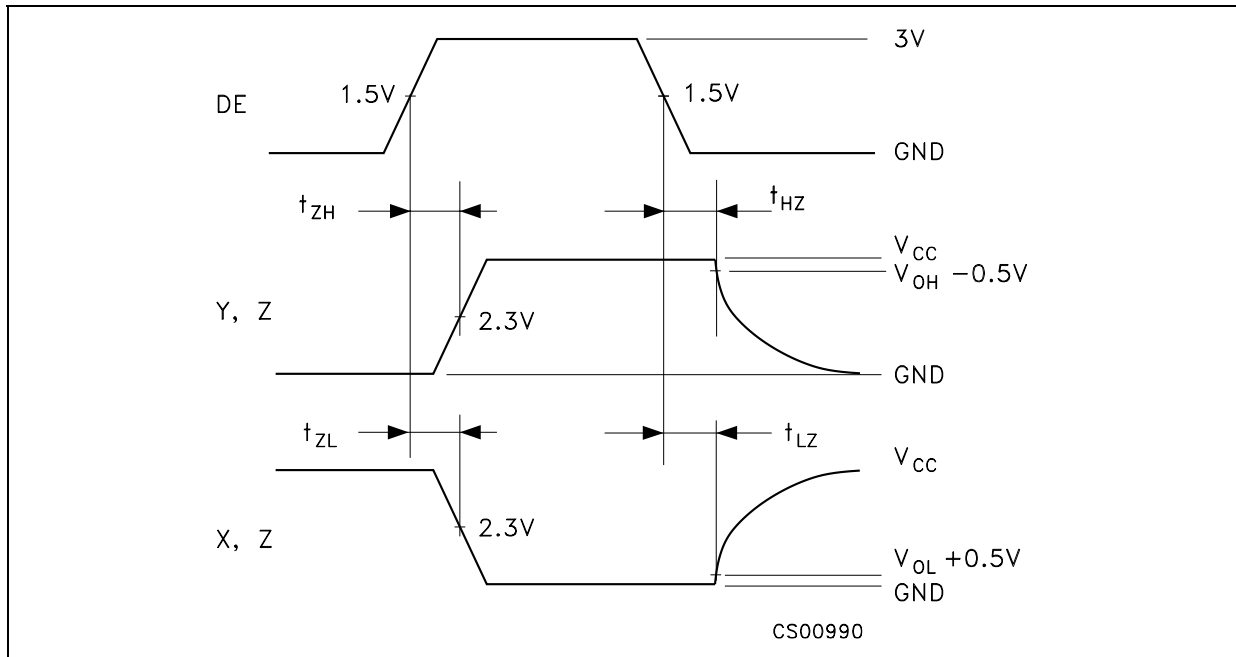 3V
1.5V
1.5V
DE
GND
tZH
tHZ
VCC
VOH -0.5V
Y, Z
2.3V
GND
tZL
tLZ
VCC
2.3V
X, Z
VOL +0.5V
GND
CS00990